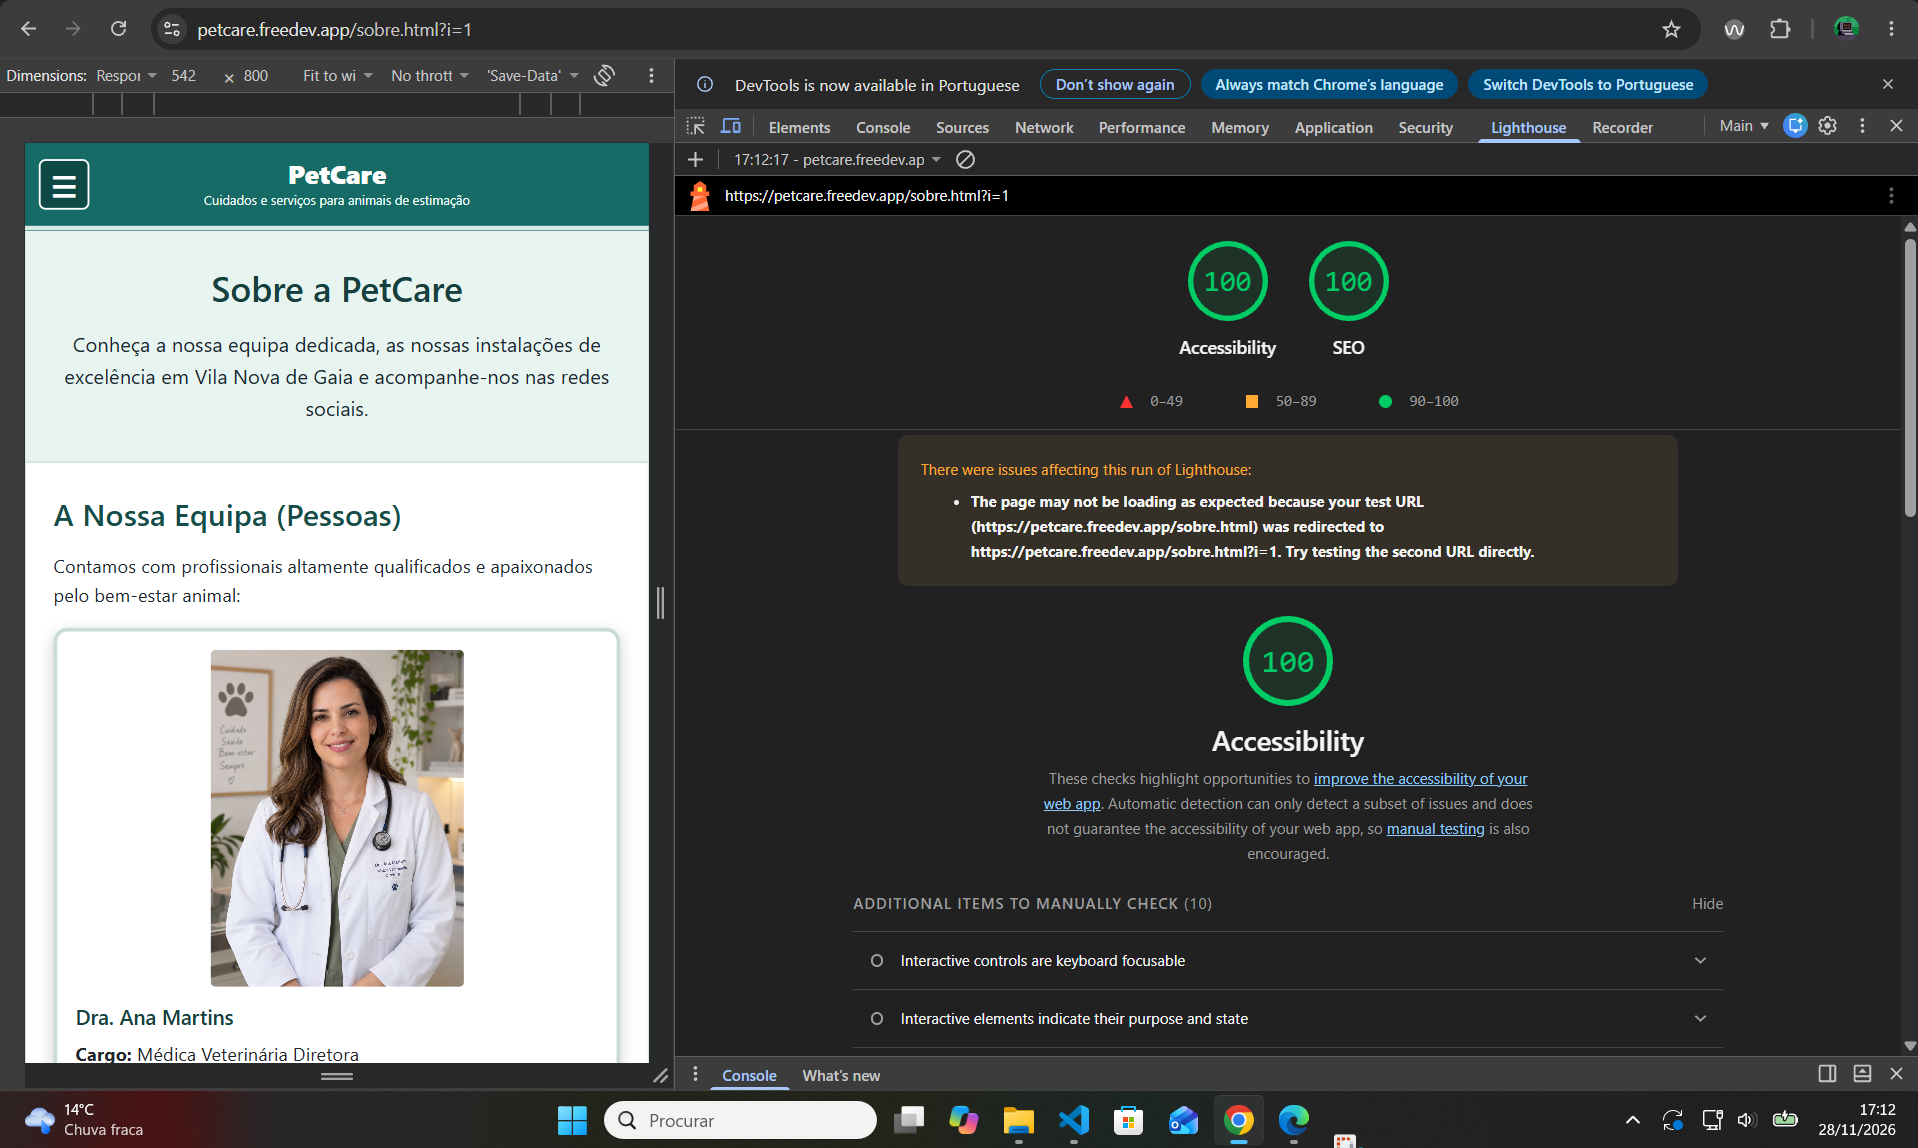 petcare.freedev.app/sobre.html?i=1
Dimensions: Respor 542 × 800 Fit to wi No thrott 'Save-Data'
DevTools is now available in Portuguese Don't show again Always match Chrome's language Switch DevTools to Portuguese
Elements Console Sources Network Performance Memory Application Security Lighthouse Recorder Main
17:12:17 - petcare.freedev.ap
https://petcare.freedev.app/sobre.html?i=1
PetCare
Cuidados e serviços para animais de estimação
Sobre a PetCare
Conheça a nossa equipa dedicada, as nossas instalações de
excelência em Vila Nova de Gaia e acompanhe-nos nas redes
sociais.
A Nossa Equipa (Pessoas)
Contamos com profissionais altamente qualificados e apaixonados
pelo bem-estar animal:
Cuidado
Saúde
Bem-estar
Sempre
Dra. Ana Martins
Cargo: Médica Veterinária Diretora
100 100
Accessibility SEO
0–49 50–89 90–100
There were issues affecting this run of Lighthouse:
The page may not be loading as expected because your test URL
(https://petcare.freedev.app/sobre.html) was redirected to
https://petcare.freedev.app/sobre.html?i=1. Try testing the second URL directly.
100
Accessibility
These checks highlight opportunities to improve the accessibility of your
web app. Automatic detection can only detect a subset of issues and does
not guarantee the accessibility of your web app, so manual testing is also
encouraged.
ADDITIONAL ITEMS TO MANUALLY CHECK (10) Hide
Interactive controls are keyboard focusable
Interactive elements indicate their purpose and state
Console What's new
14°C
Chuva fraca
Procurar
17:12
28/11/2026